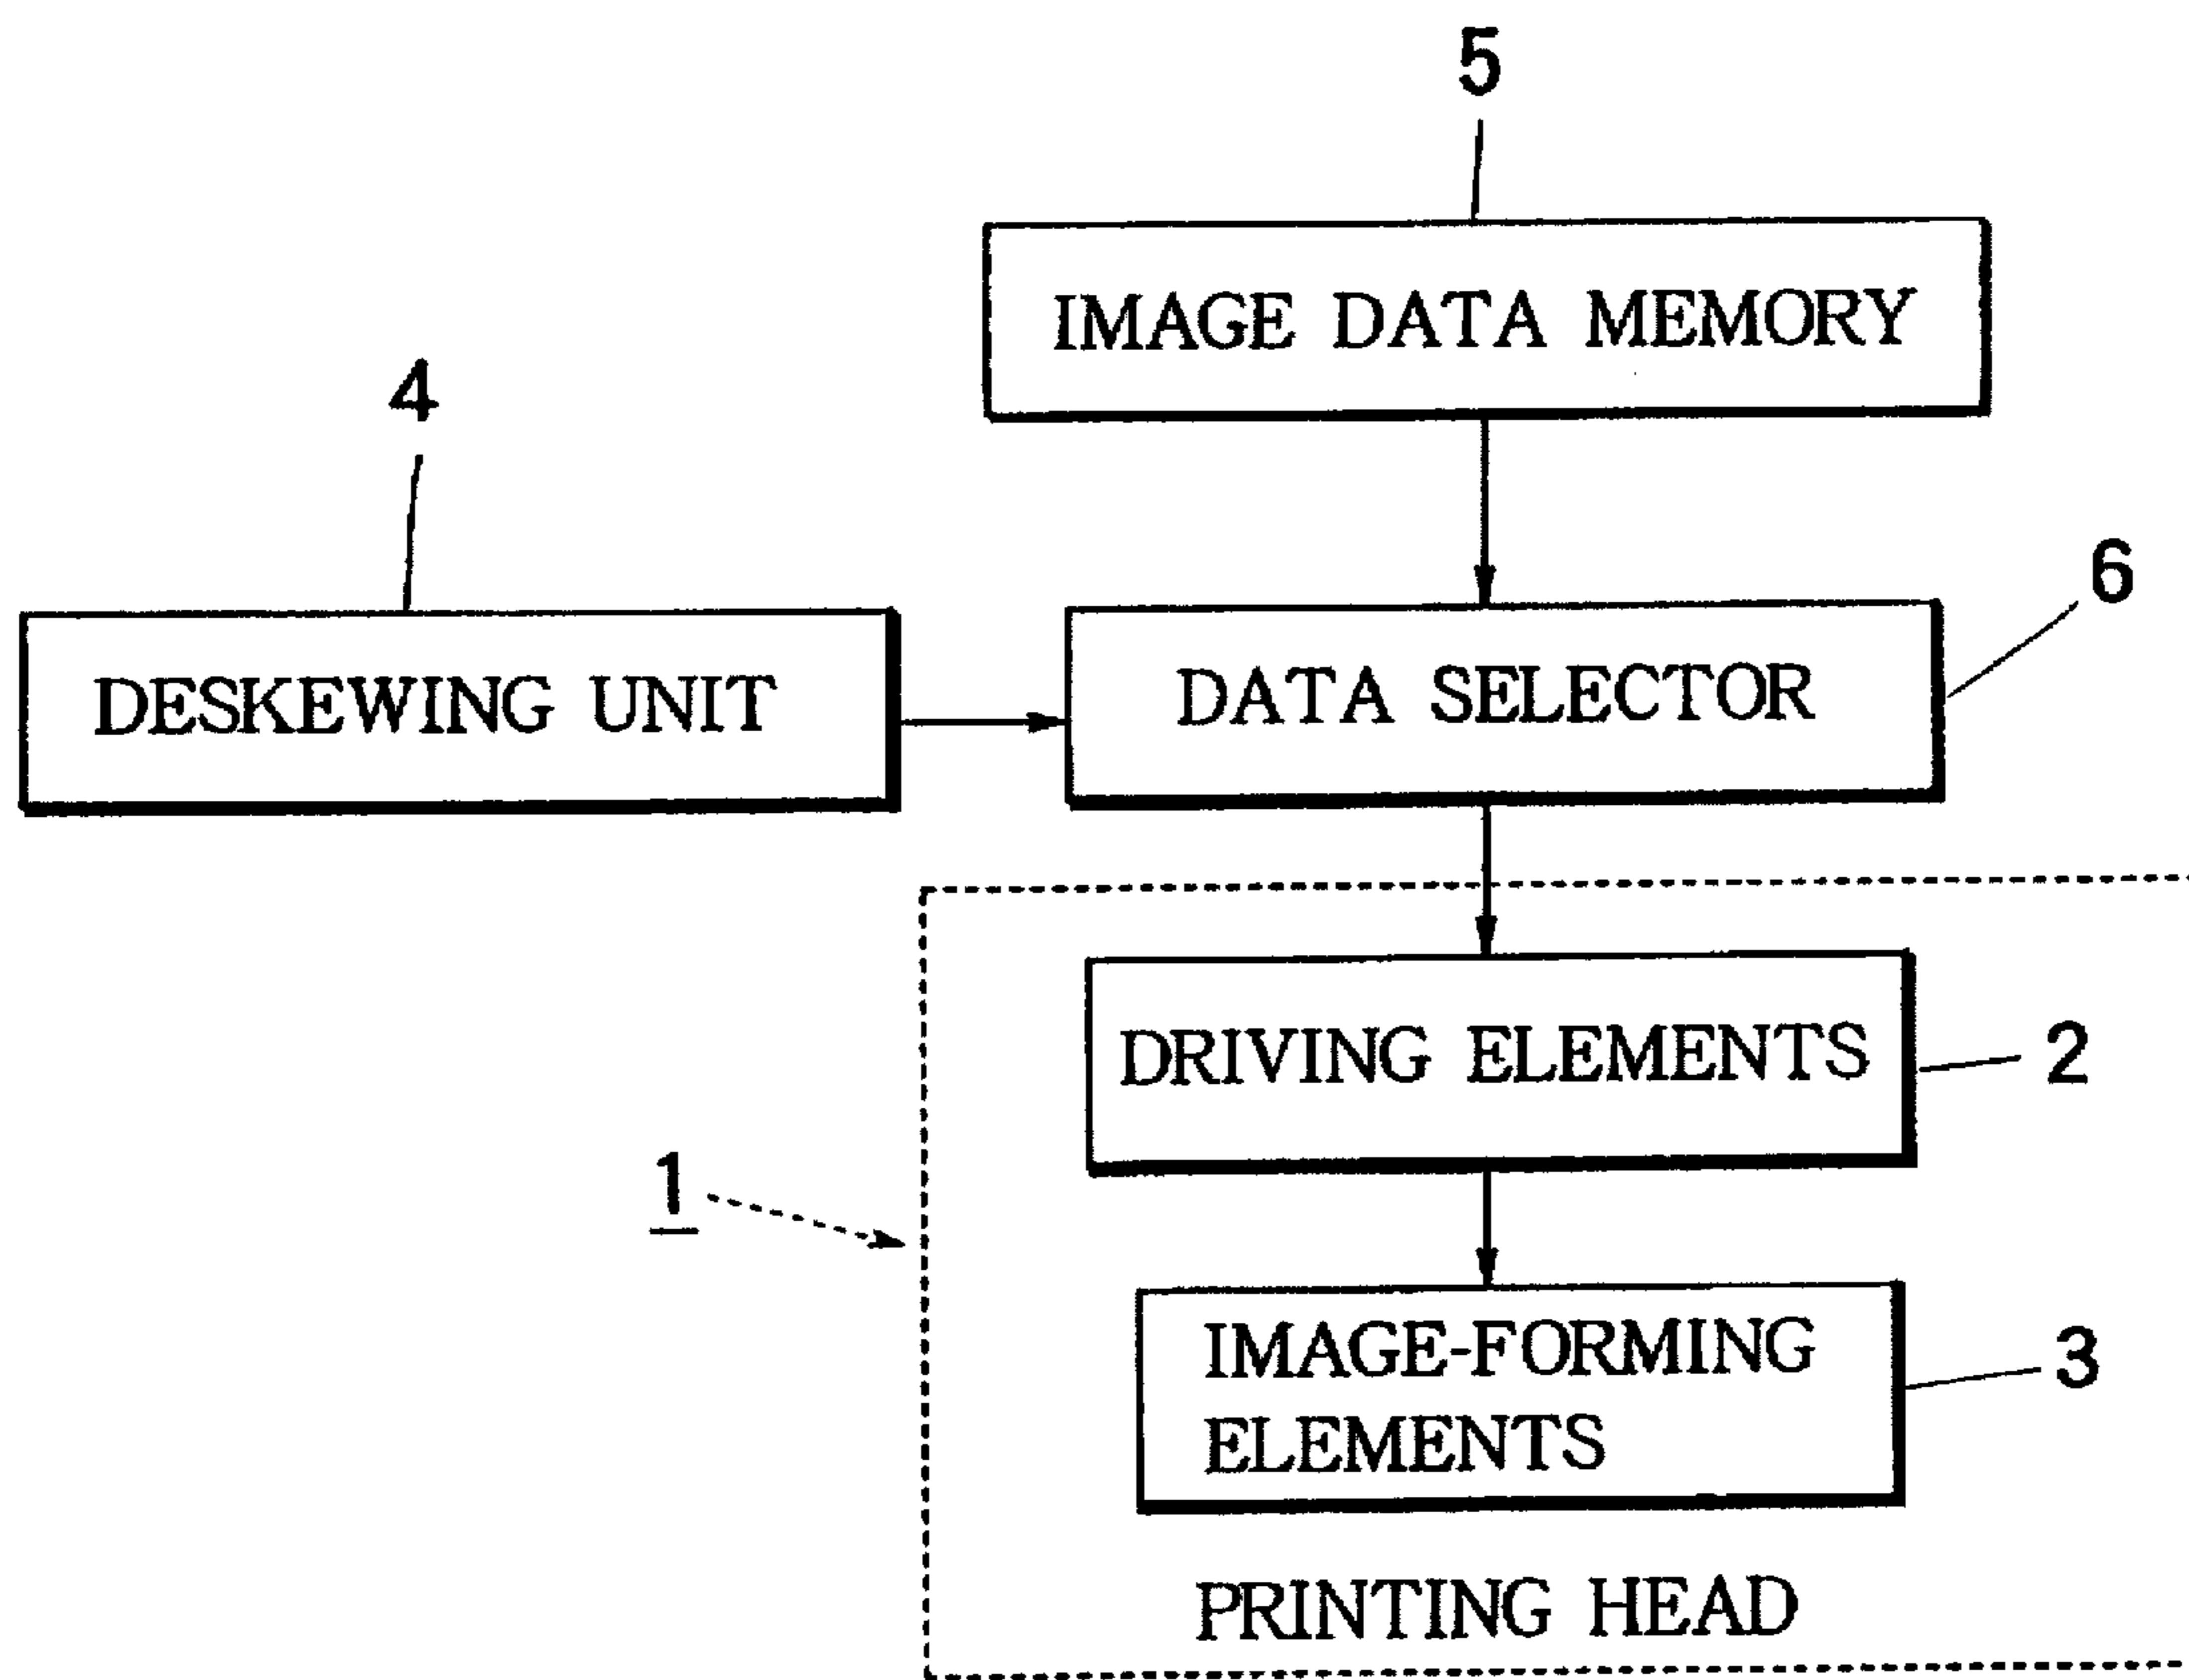 5
IMAGE DATA MEMORY
4
6
DESKEWING UNIT
DATA SELECTOR
DRIVING ELEMENTS
2
1
IMAGE-FORMING
ELEMENTS
3
PRINTING HEAD